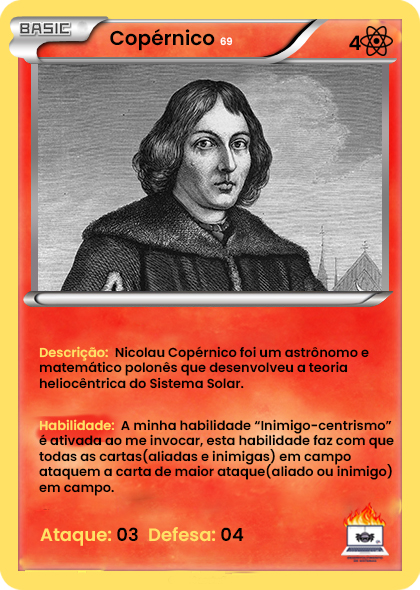 BASIC
Copérnico 69
4
Descrição: Nicolau Copérnico foi um astrônomo e
matemático polonês que desenvolveu a teoria
heliocêntrica do Sistema Solar.
Habilidade: A minha habilidade “Inimigo-centrismo”
é ativada ao me invocar, esta habilidade faz com que
todas as cartas(aliadas e inimigas) em campo
ataquem a carta de maior ataque(aliado ou inimigo)
em campo.
Ataque: 03 Defesa: 04